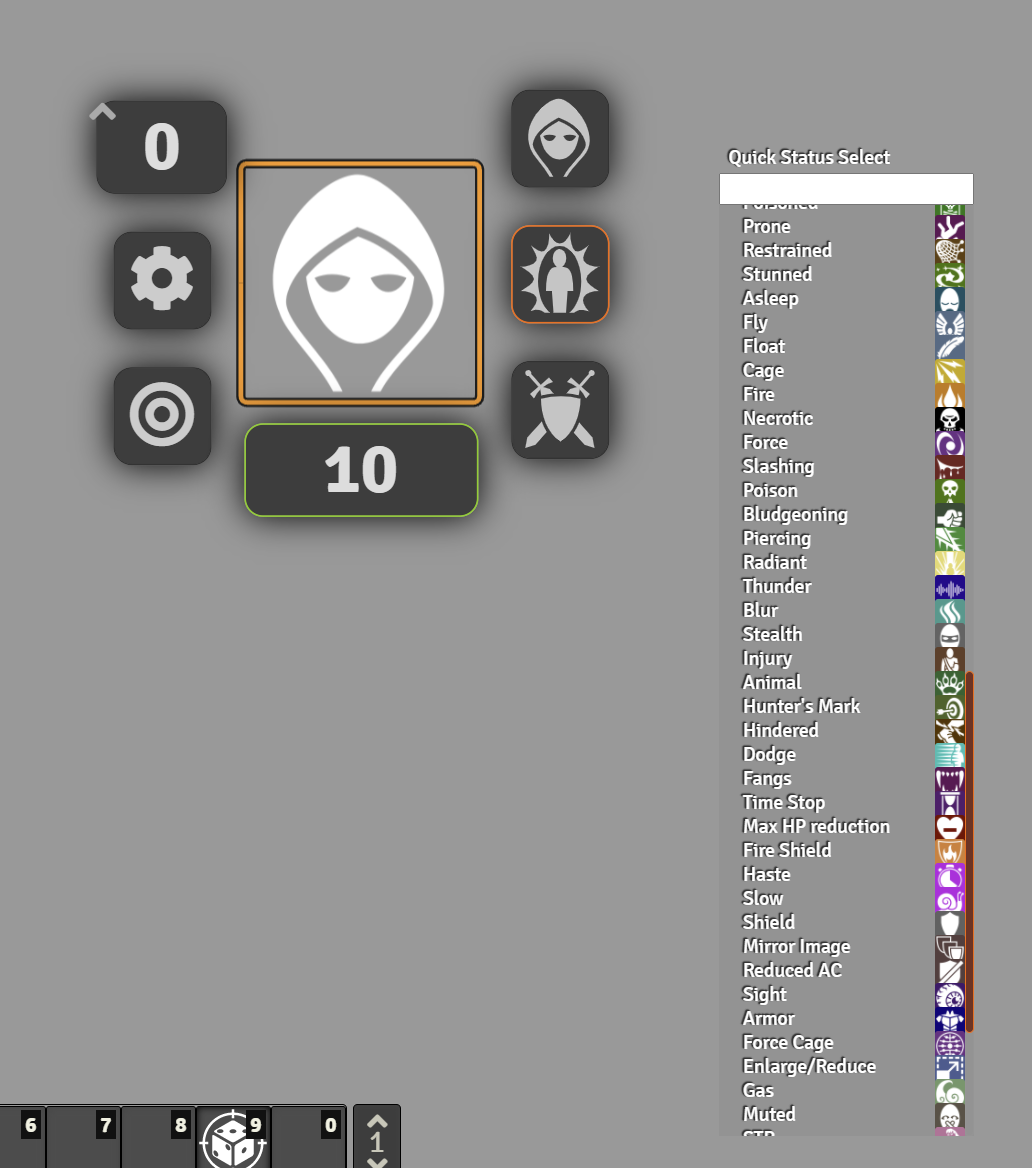 0
10
Quick Status Select
Poisoned
Prone
Restrained
Stunned
Asleep
Fly
Float
Cage
Fire
Necrotic
Force
Slashing
Poison
Bludgeoning
Piercing
Radiant
Thunder
Blur
Stealth
Injury
Animal
Hunter's Mark
Hindered
Dodge
Fangs
Time Stop
Max HP reduction
Fire Shield
Haste
Slow
Shield
Mirror Image
Reduced AC
Sight
Armor
Force Cage
Enlarge/Reduce
Gas
Muted
6 7 8 9 0
1